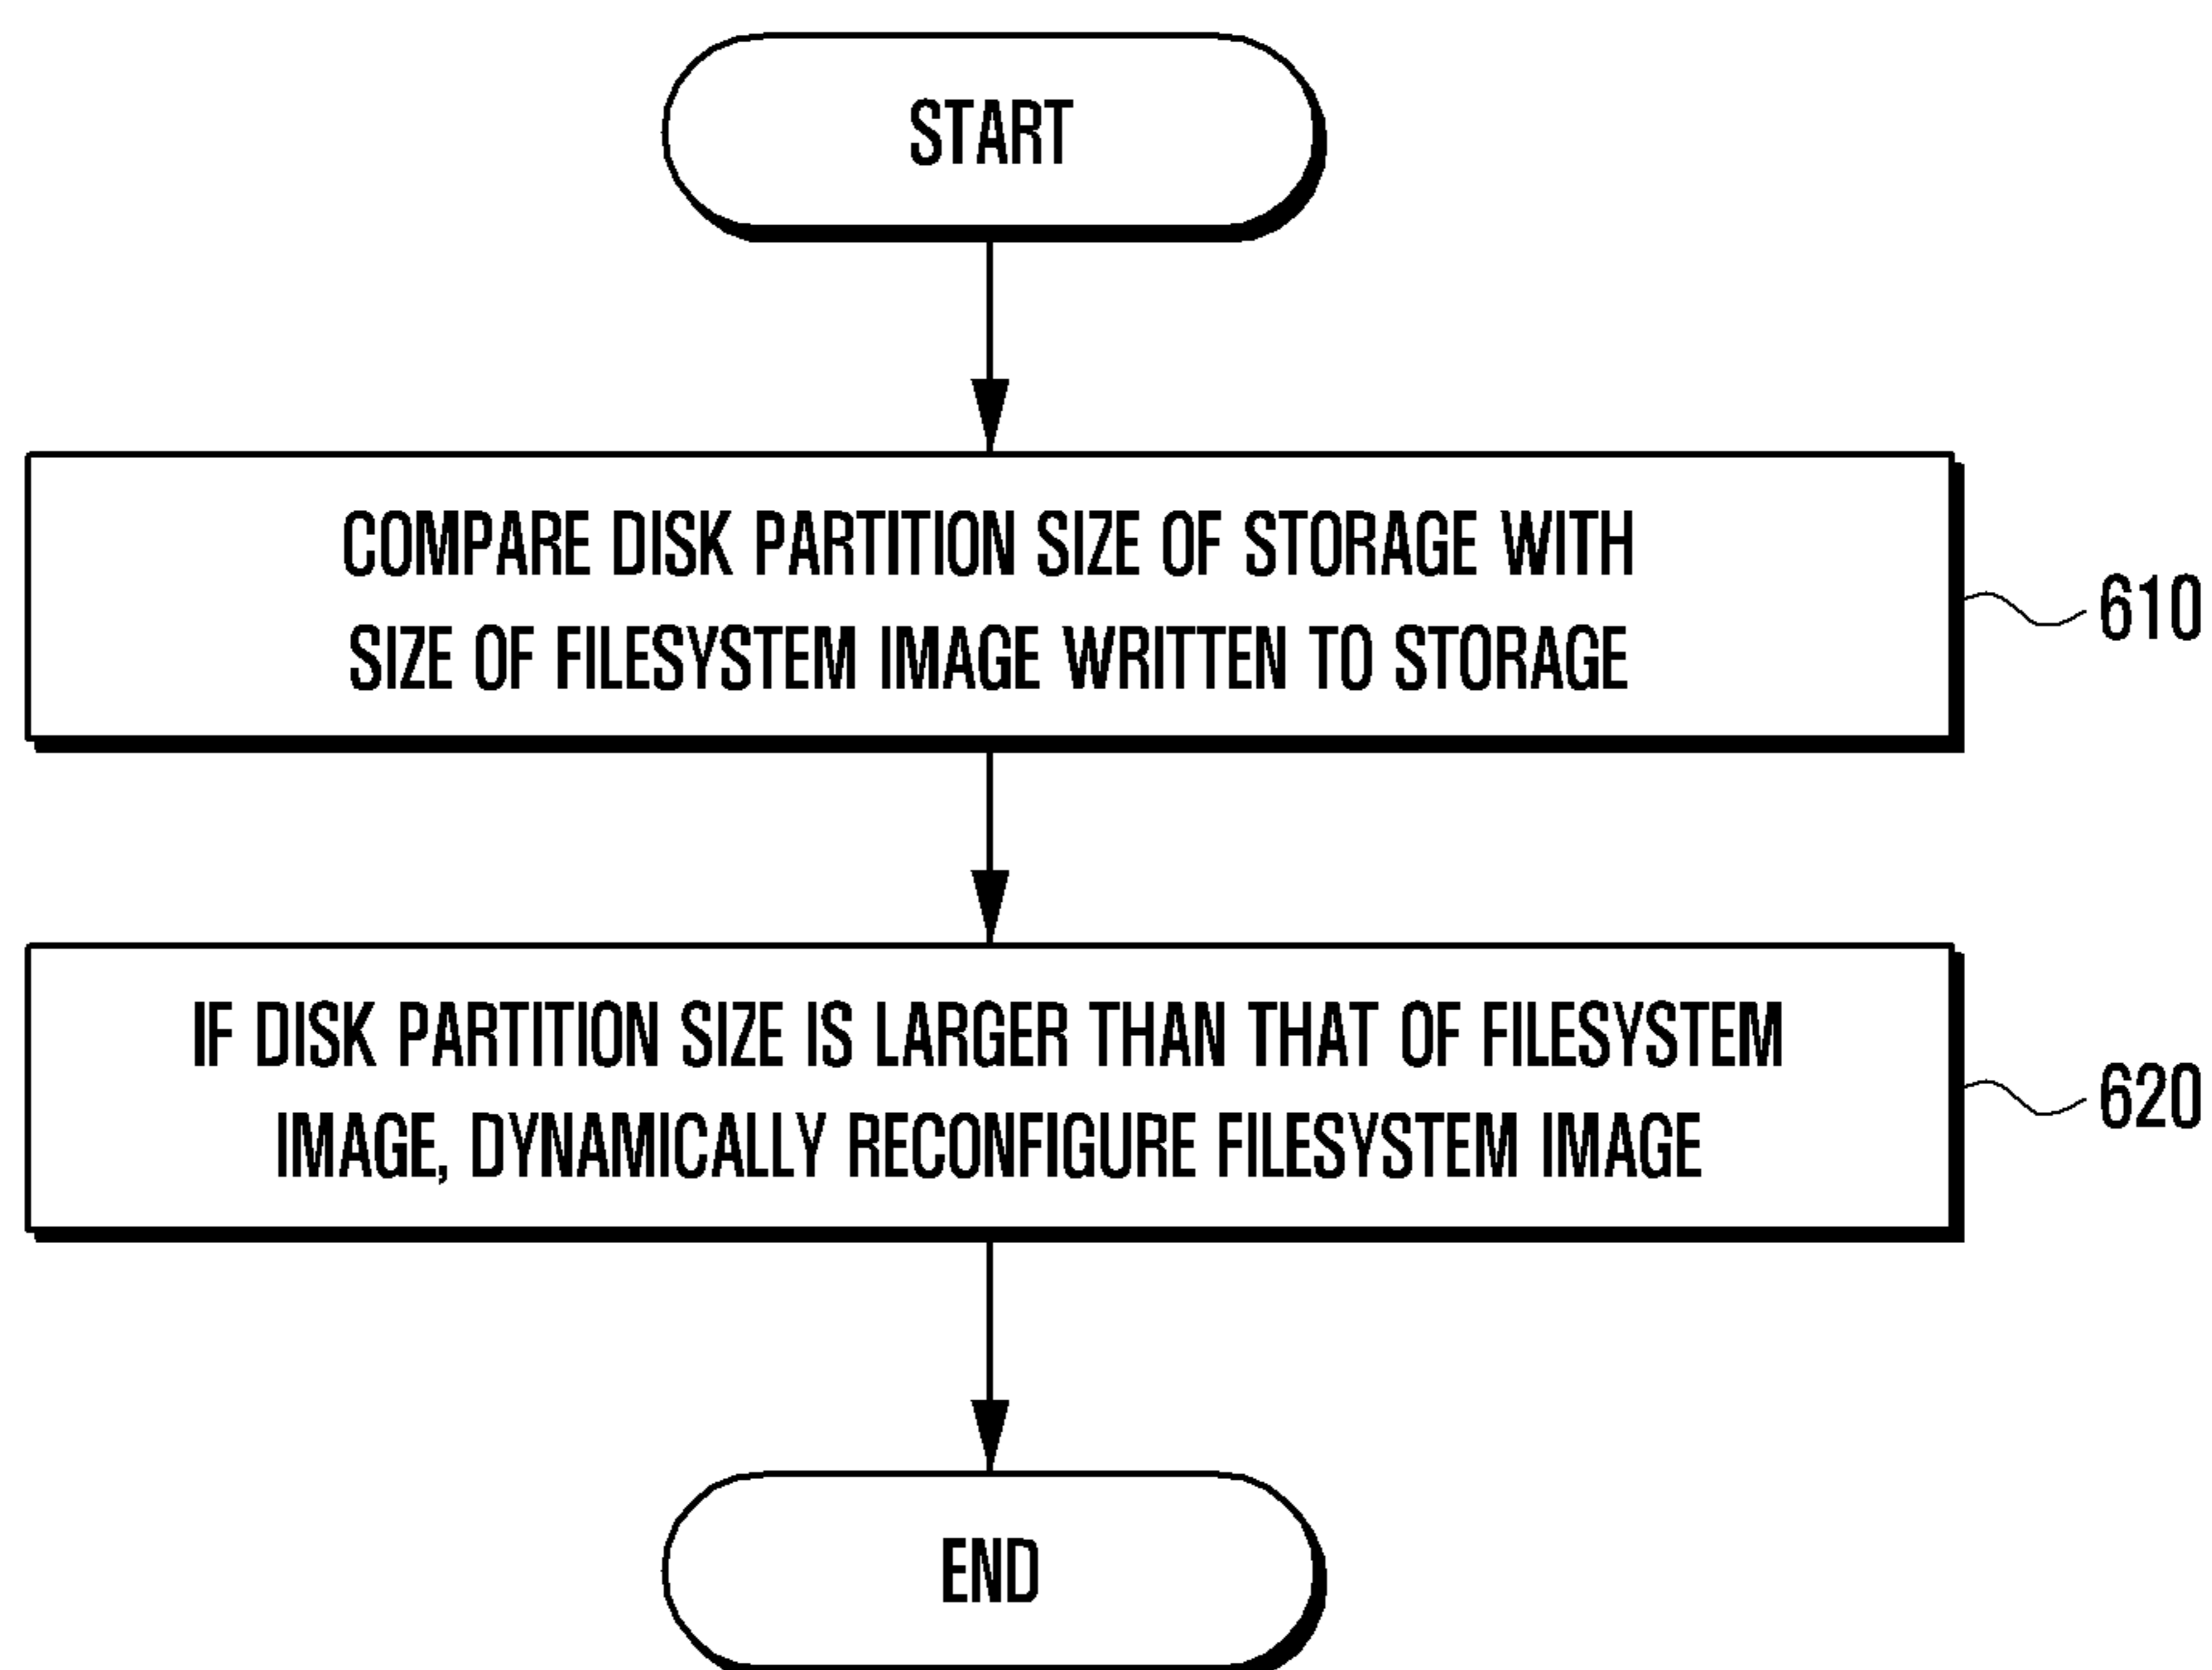 START
COMPARE DISK PARTITION SIZE OF STORAGE WITH
SIZE OF FILESYSTEM IMAGE WRITTEN TO STORAGE
610
IF DISK PARTITION SIZE IS LARGER THAN THAT OF FILESYSTEM
IMAGE, DYNAMICALLY RECONFIGURE FILESYSTEM IMAGE
620
END